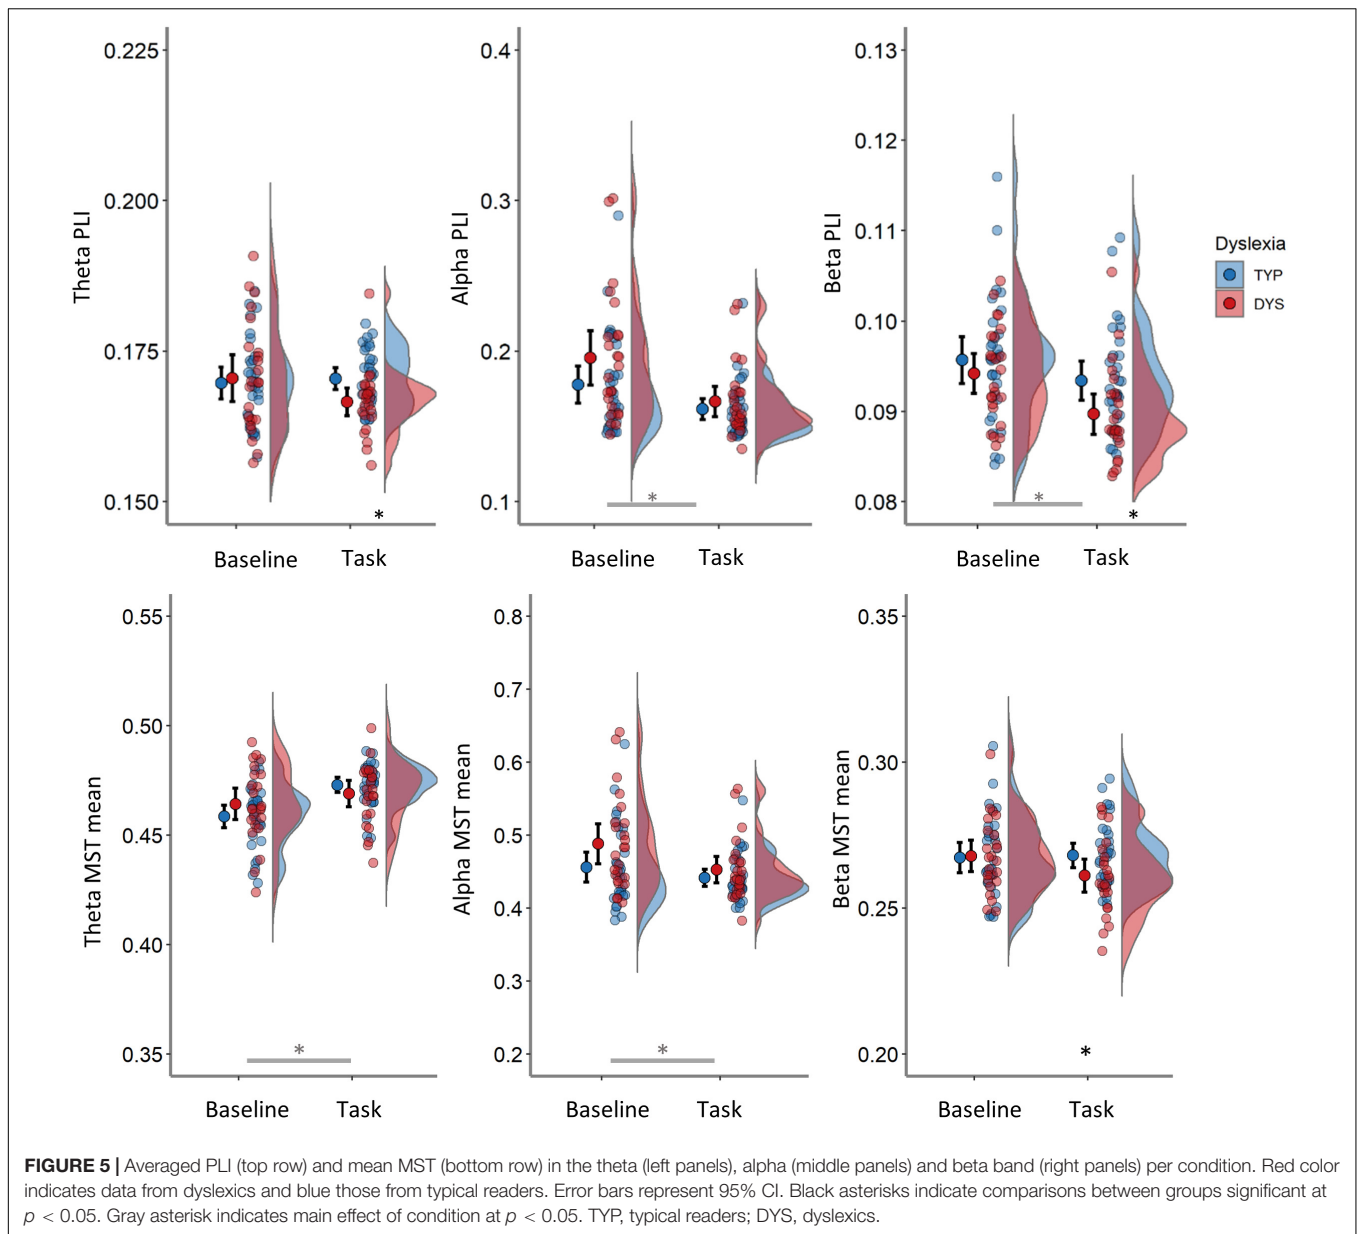 0.225
0.200
0.175
0.150
Theta PLI
*
Baseline Task
0.4
0.3
0.2
0.1
Alpha PLI
*
Baseline Task
0.13
0.12
0.11
0.10
0.09
0.08
Beta PLI
*
*
Baseline Task
Dyslexia
TYP
DYS
0.55
0.50
0.45
0.40
0.35
Theta MST mean
*
Baseline Task
0.8
0.7
0.6
0.5
0.4
0.3
0.2
Alpha MST mean
*
Baseline Task
0.35
0.30
0.25
0.20
Beta MST mean
*
Baseline Task
FIGURE 5 | Averaged PLI (top row) and mean MST (bottom row) in the theta (left panels), alpha (middle panels) and beta band (right panels) per condition. Red color
indicates data from dyslexics and blue those from typical readers. Error bars represent 95% CI. Black asterisks indicate comparisons between groups significant at
p < 0.05. Gray asterisk indicates main effect of condition at p < 0.05. TYP, typical readers; DYS, dyslexics.